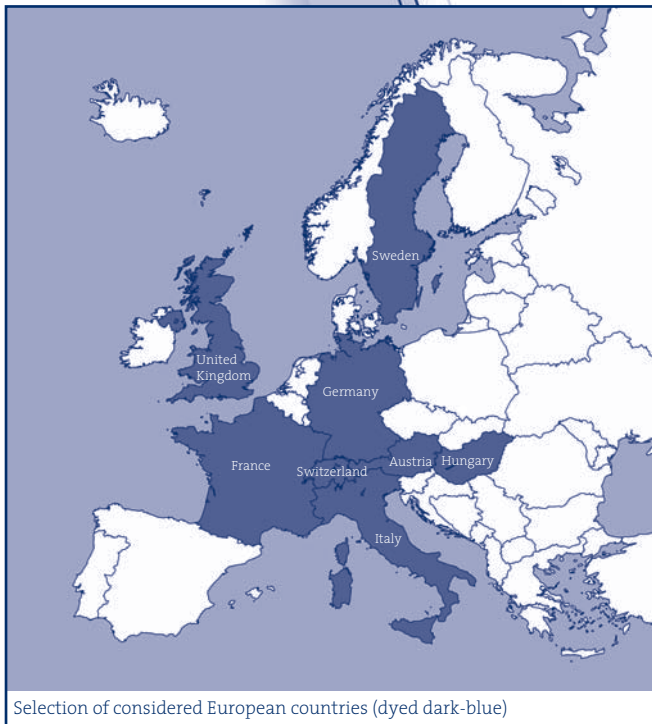 Sweden
United
Kingdom
Germany
France
Switzerland
Austria
Hungary
Italy
Selection of considered European countries (dyed dark-blue)